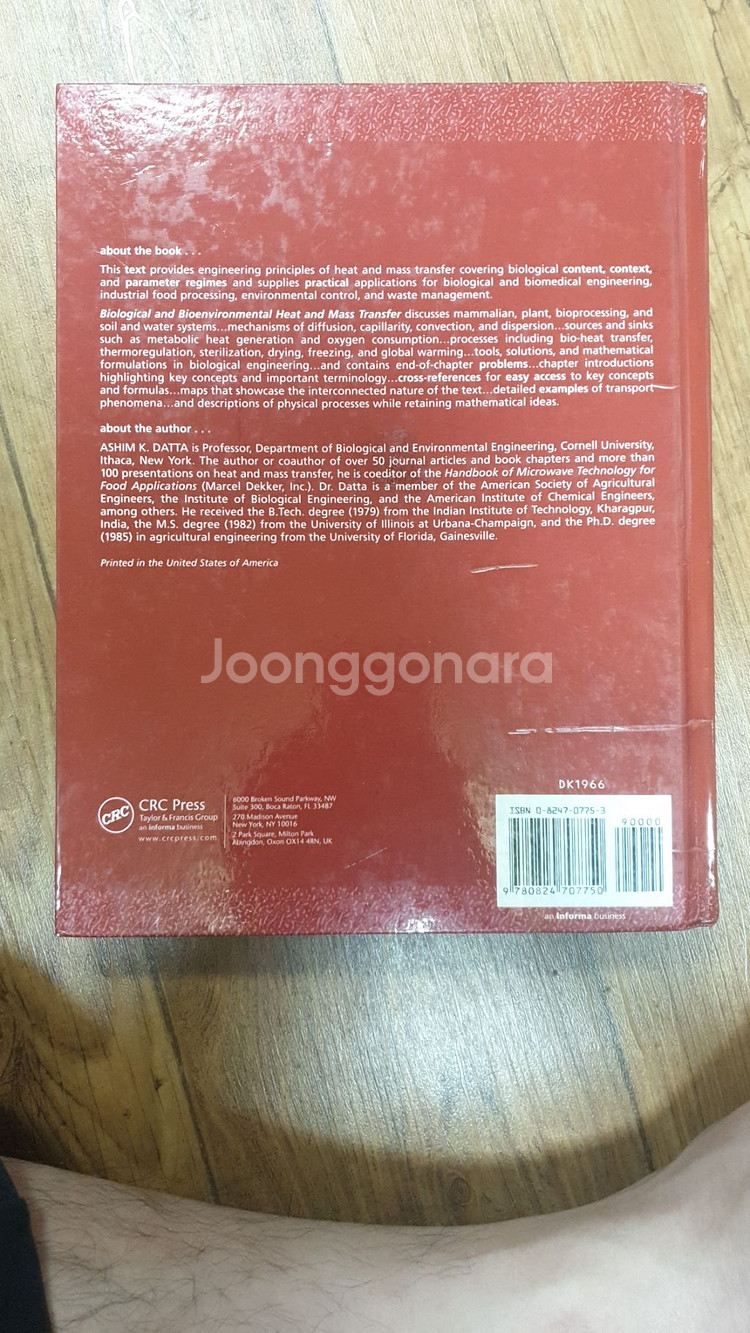 about the book . . .
This text provides engineering principles of heat and mass transfer covering biological content, context,
and parameter regimes and supplies practical applications for biological and biomedical engineering,
industrial food processing, environmental control, and waste management.
Biological and Bioenvironmental Heat and Mass Transfer discusses mammalian, plant, bioprocessing, and
soil and water systems...mechanisms of diffusion, capillarity, convection, and dispersion...sources and sinks
such as metabolic heat generation and oxygen consumption...processes including bio-heat transfer,
thermoregulation, sterilization, drying, freezing, and global warming...tools, solutions, and mathematical
formulations in biological engineering...and contains end-of-chapter problems...chapter introductions
highlighting key concepts and important terminology...cross-references for easy access to key concepts
and formulas...maps that showcase the interconnected nature of the text...detailed examples of transport
phenomena...and descriptions of physical processes while retaining mathematical ideas.
about the author . . .
ASHIM K. DATTA is Professor, Department of Biological and Environmental Engineering, Cornell University,
Ithaca, New York. The author or coauthor of over 50 journal articles and book chapters and more than
100 presentations on heat and mass transfer, he is coeditor of the Handbook of Microwave Technology for
Food Applications (Marcel Dekker, Inc.). Dr. Datta is a member of the American Society of Agricultural
Engineers, the Institute of Biological Engineering, and the American Institute of Chemical Engineers,
among others. He received the B.Tech. degree (1979) from the Indian Institute of Technology, Kharagpur,
India, the M.S. degree (1982) from the University of Illinois at Urbana-Champaign, and the Ph.D. degree
(1985) in agricultural engineering from the University of Florida, Gainesville.
Printed in the United States of America
Joonggonara
DK1966
CRC
CRC Press
Taylor & Francis Group
an informa business
www.crcpress.com
6000 Broken Sound Parkway, NW
Suite 300, Boca Raton, FL 33487
270 Madison Avenue
New York, NY 10016
2 Park Square, Milton Park
Abingdon, Oxon OX14 4RN, UK
ISBN 0-8247-0775-3
90000
9 780824 707750
an informa business